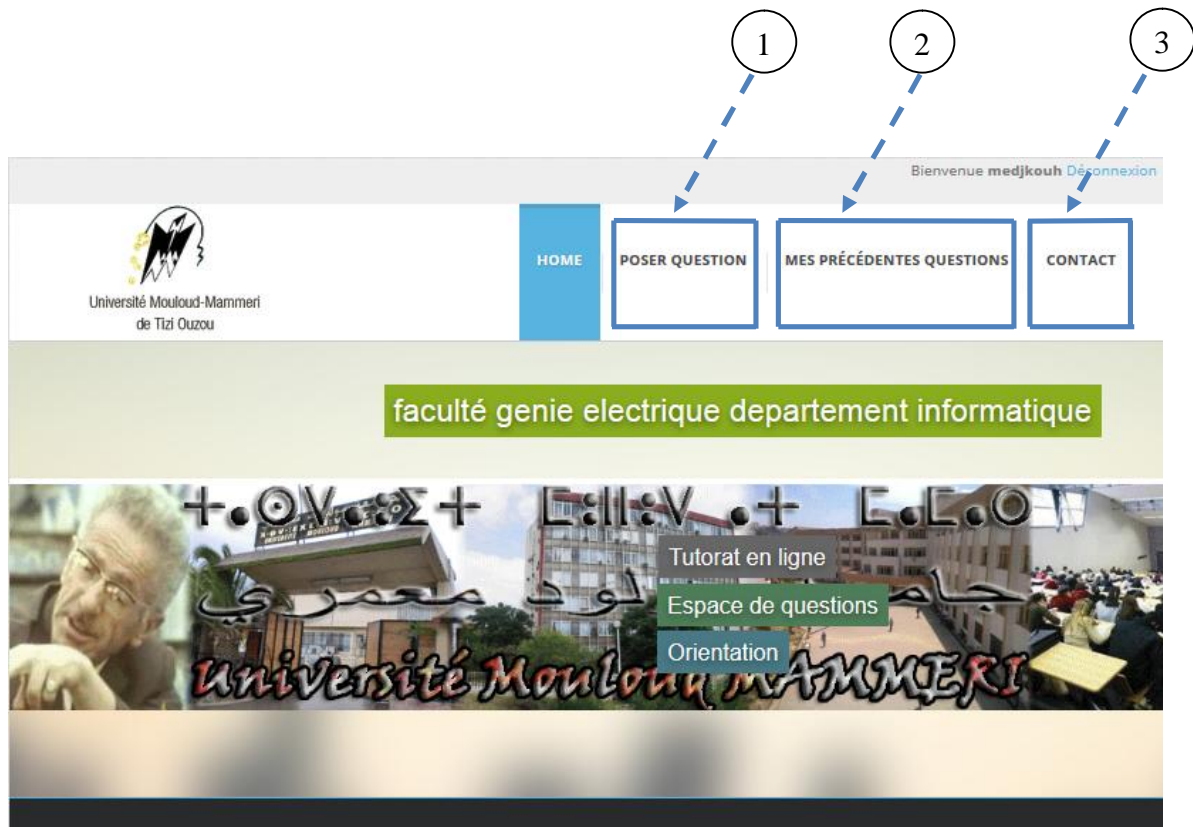 1 2 3
Bienvenue medjkouh Déconnexion
HOME POSER QUESTION MES PRÉCÉDENTES QUESTIONS CONTACT
Université Mouloud-Mammeri
de Tizi Ouzou
faculté genie electrique departement informatique
Tutorat en ligne
Espace de questions
Orientation
Université Mouloud MAMMERI